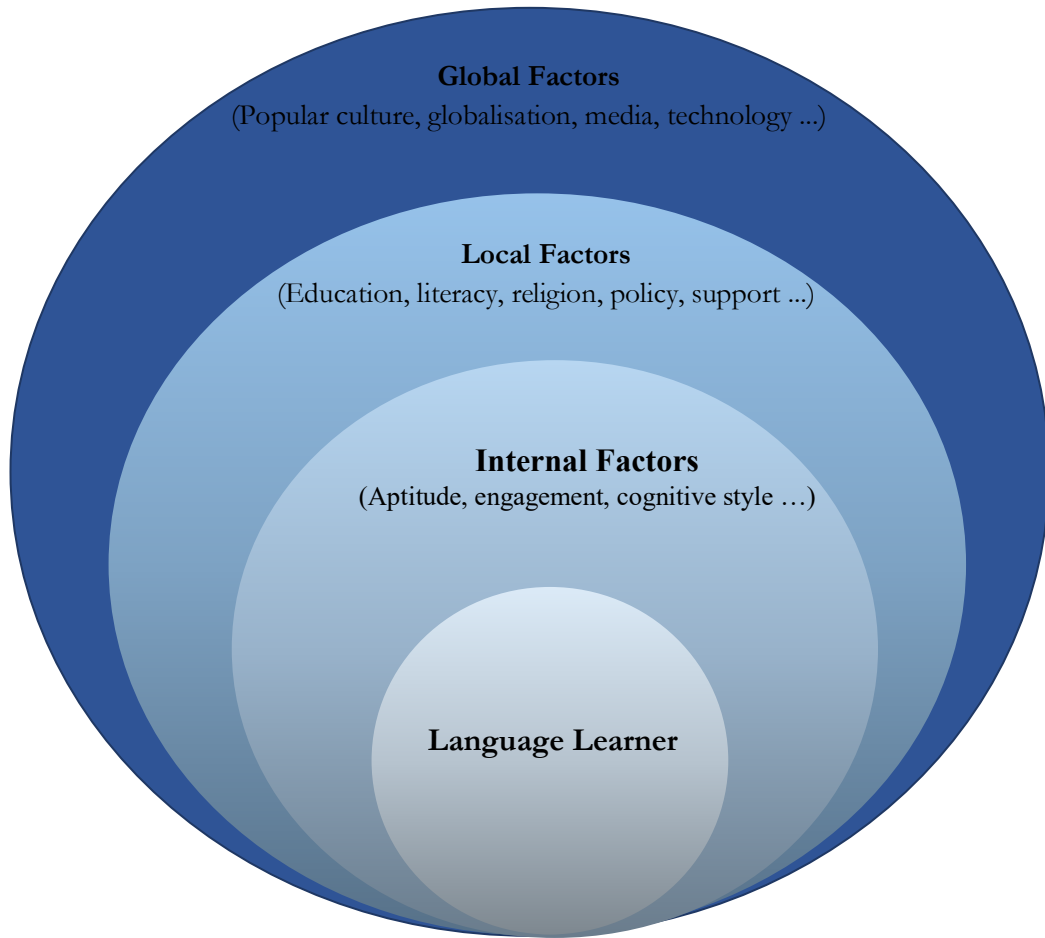 Global Factors
(Popular culture, globalisation, media, technology ...)
Local Factors
(Education, literacy, religion, policy, support ...)
Internal Factors
(Aptitude, engagement, cognitive style …)
Language Learner